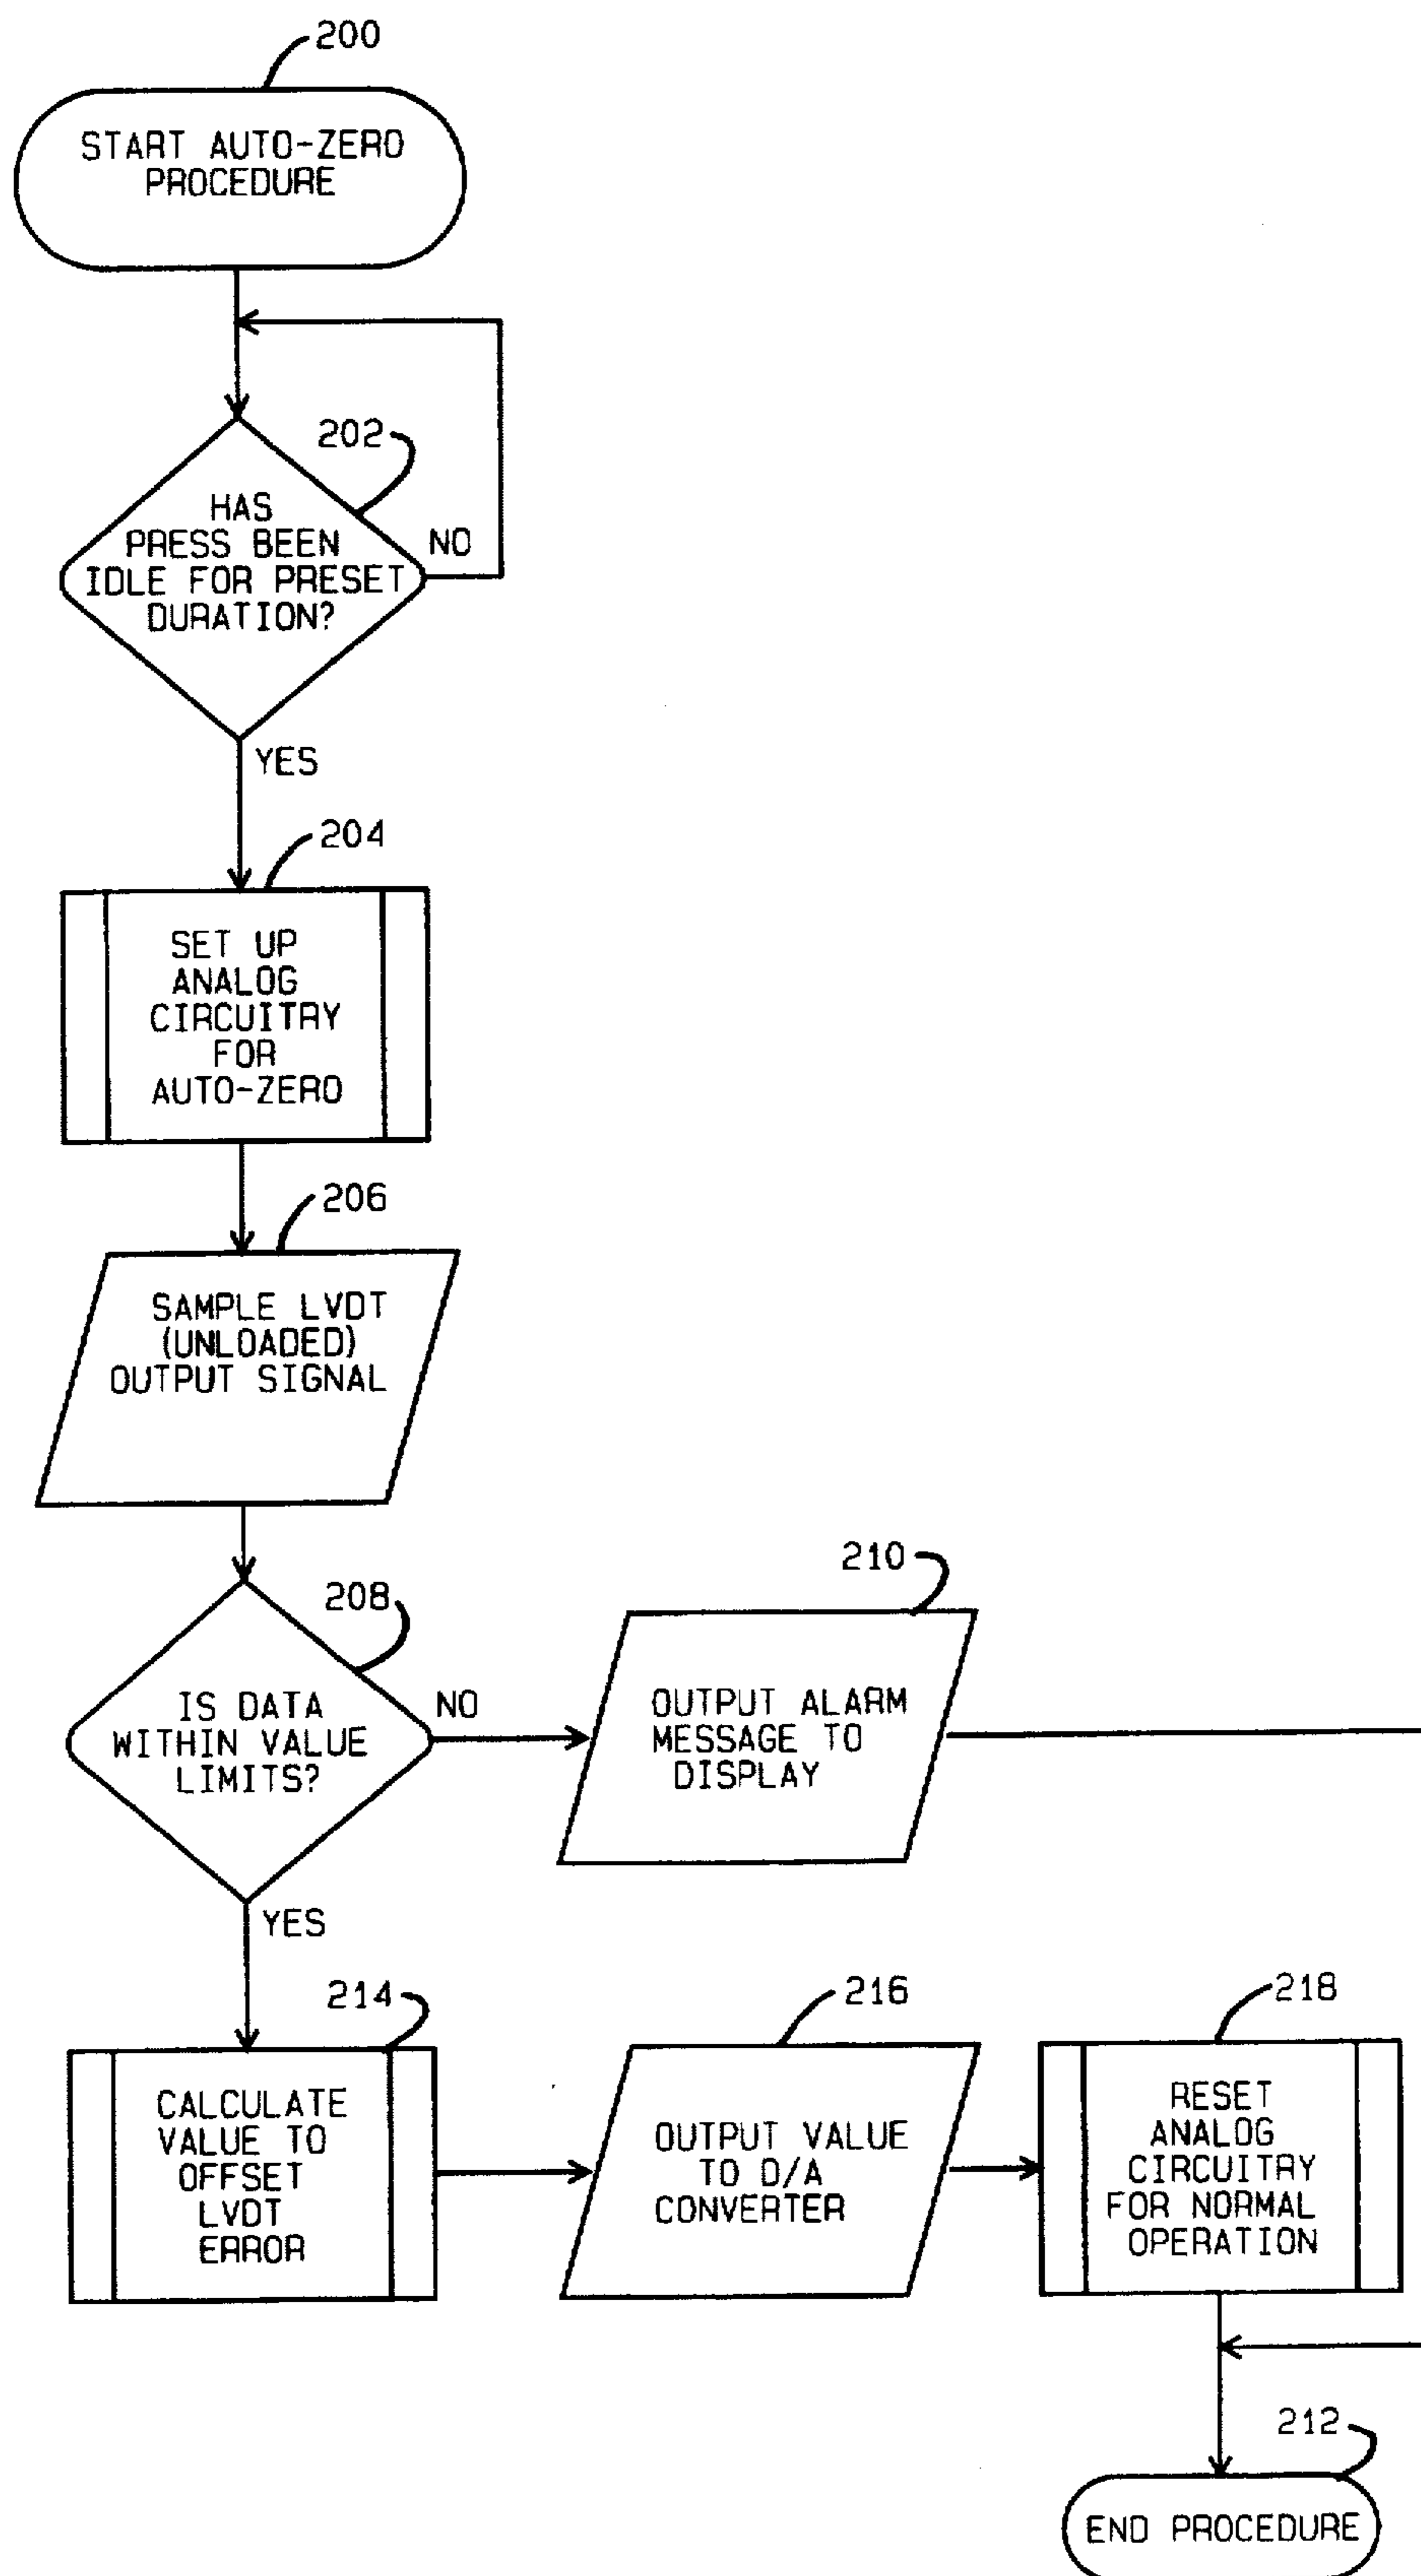 200
START AUTO-ZERO
PROCEDURE
202
HAS
PRESS BEEN
IDLE FOR PRESET
DURATION?
NO
YES
204
SET UP
ANALOG
CIRCUITRY
FOR
AUTO-ZERO
206
SAMPLE LVDT
(UNLOADED)
OUTPUT SIGNAL
208
IS DATA
WITHIN VALUE
LIMITS?
NO
210
OUTPUT ALARM
MESSAGE TO
DISPLAY
YES
214
CALCULATE
VALUE TO
OFFSET
LVDT
ERROR
216
OUTPUT VALUE
TO D/A
CONVERTER
218
RESET
ANALOG
CIRCUITRY
FOR NORMAL
OPERATION
212
END PROCEDURE